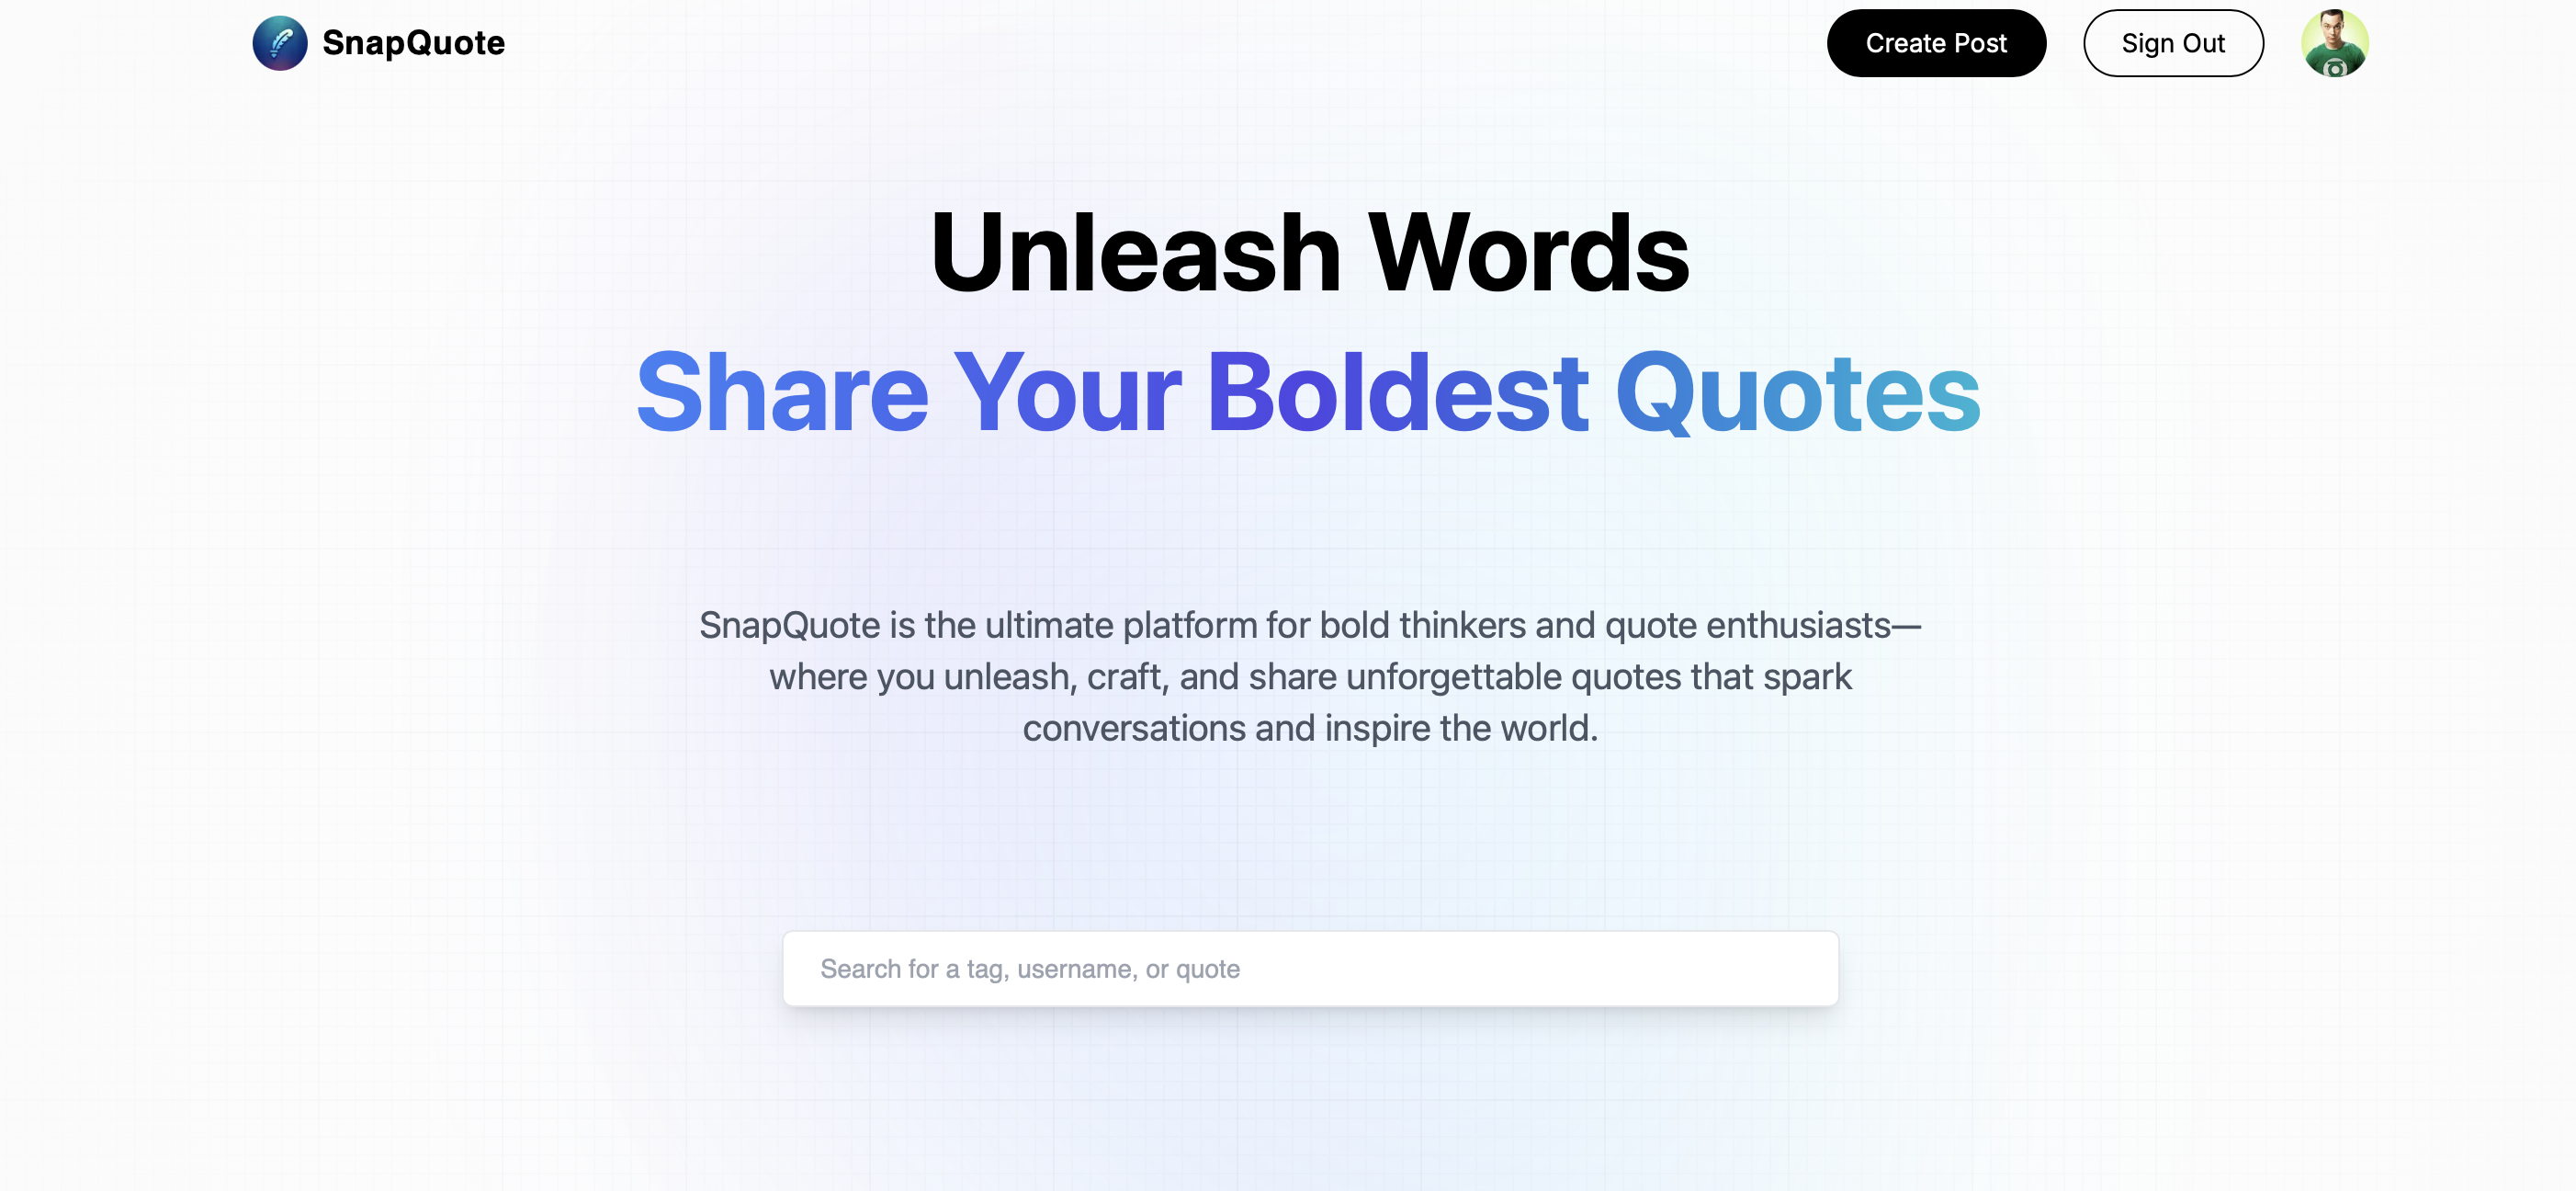 SnapQuote
Create Post
Sign Out
Unleash Words
Share Your Boldest Quotes
SnapQuote is the ultimate platform for bold thinkers and quote enthusiasts—
where you unleash, craft, and share unforgettable quotes that spark
conversations and inspire the world.
Search for a tag, username, or quote